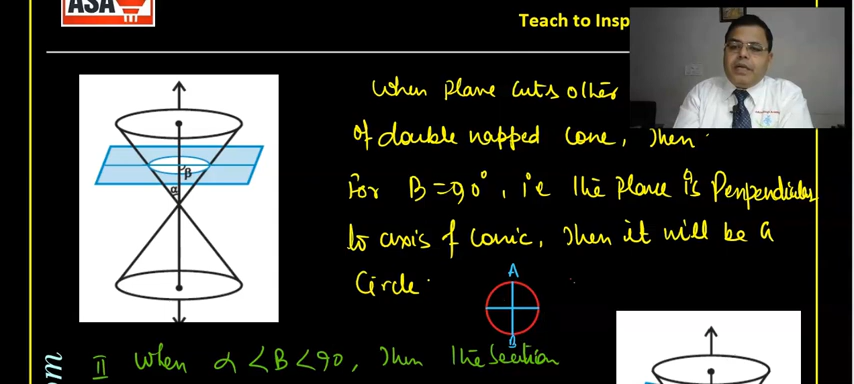 ASA
Teach to Insp
When plane cuts other
of double napped cone, Then
For B = 90°, i.e the plane is Perpendicular
to axis of conic, then it will be a
Circle.
β
α
A
B
II When α < B < 90, Then the Section
om